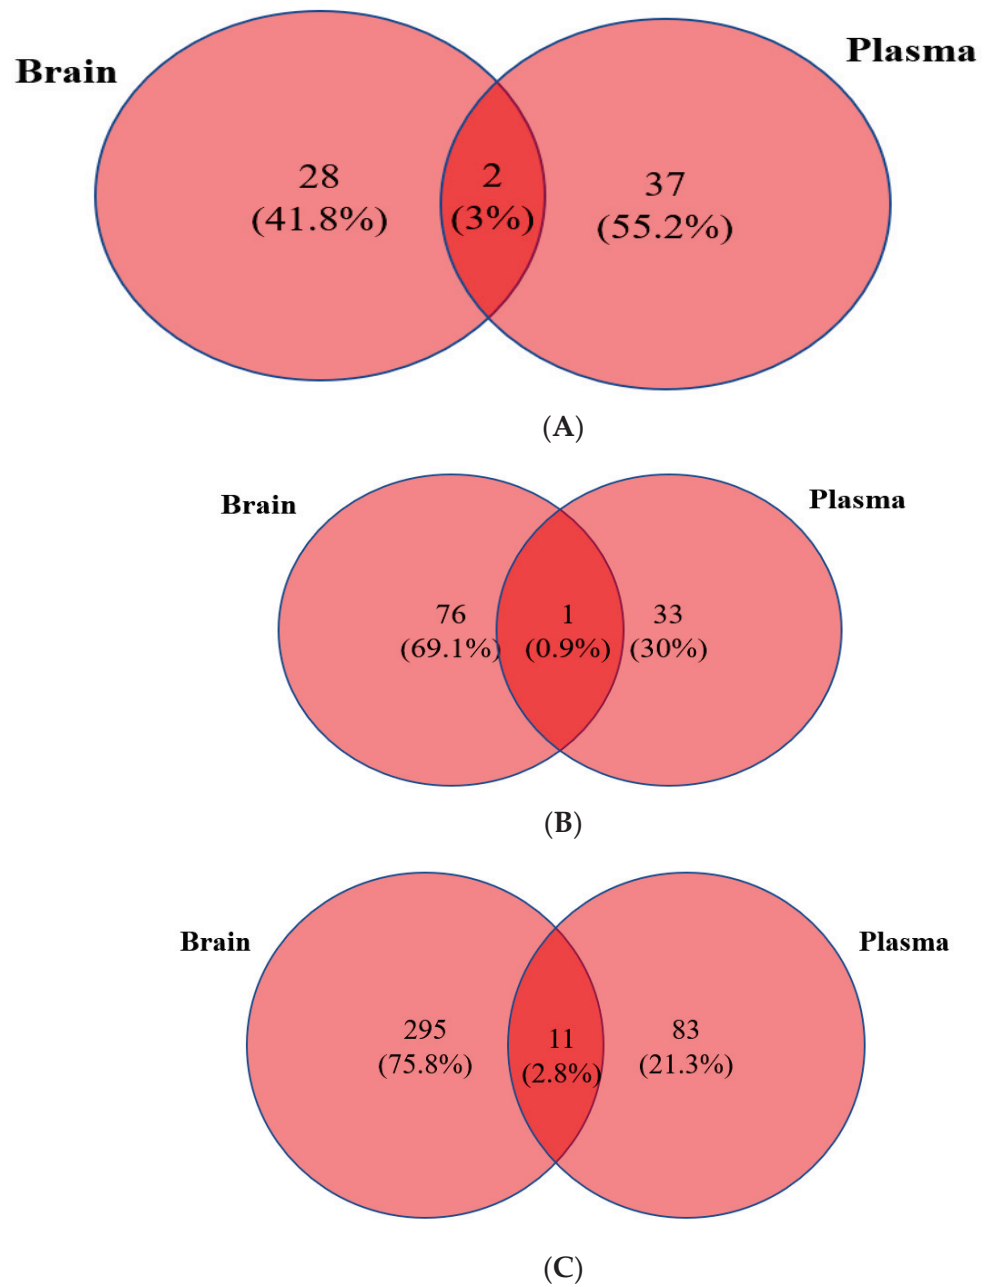 Brain
Plasma
28
(41.8%)
2
(3%)
37
(55.2%)
(A)
Brain
Plasma
76
(69.1%)
1
(0.9%)
33
(30%)
(B)
Brain
Plasma
295
(75.8%)
11
(2.8%)
83
(21.3%)
(C)